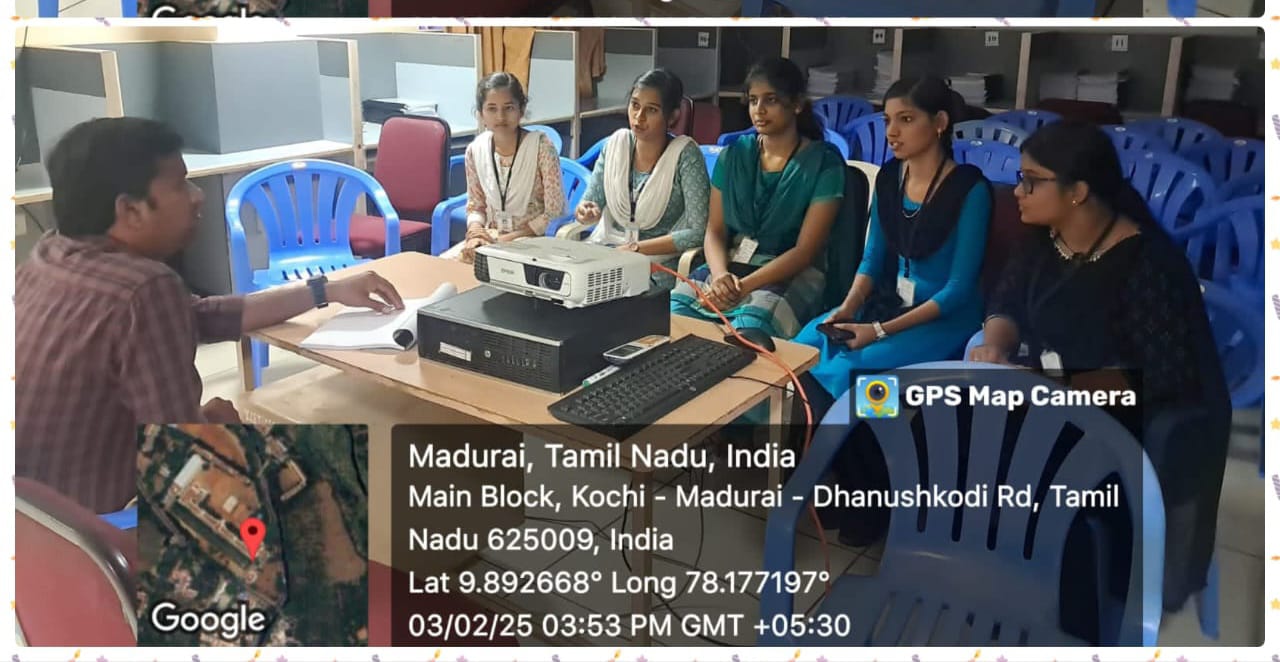 Google
EPSON
hp
GPS Map Camera
Madurai, Tamil Nadu, India
Main Block, Kochi - Madurai - Dhanushkodi Rd, Tamil
Nadu 625009, India
Lat 9.892668° Long 78.177197°
03/02/25 03:53 PM GMT +05:30
Google